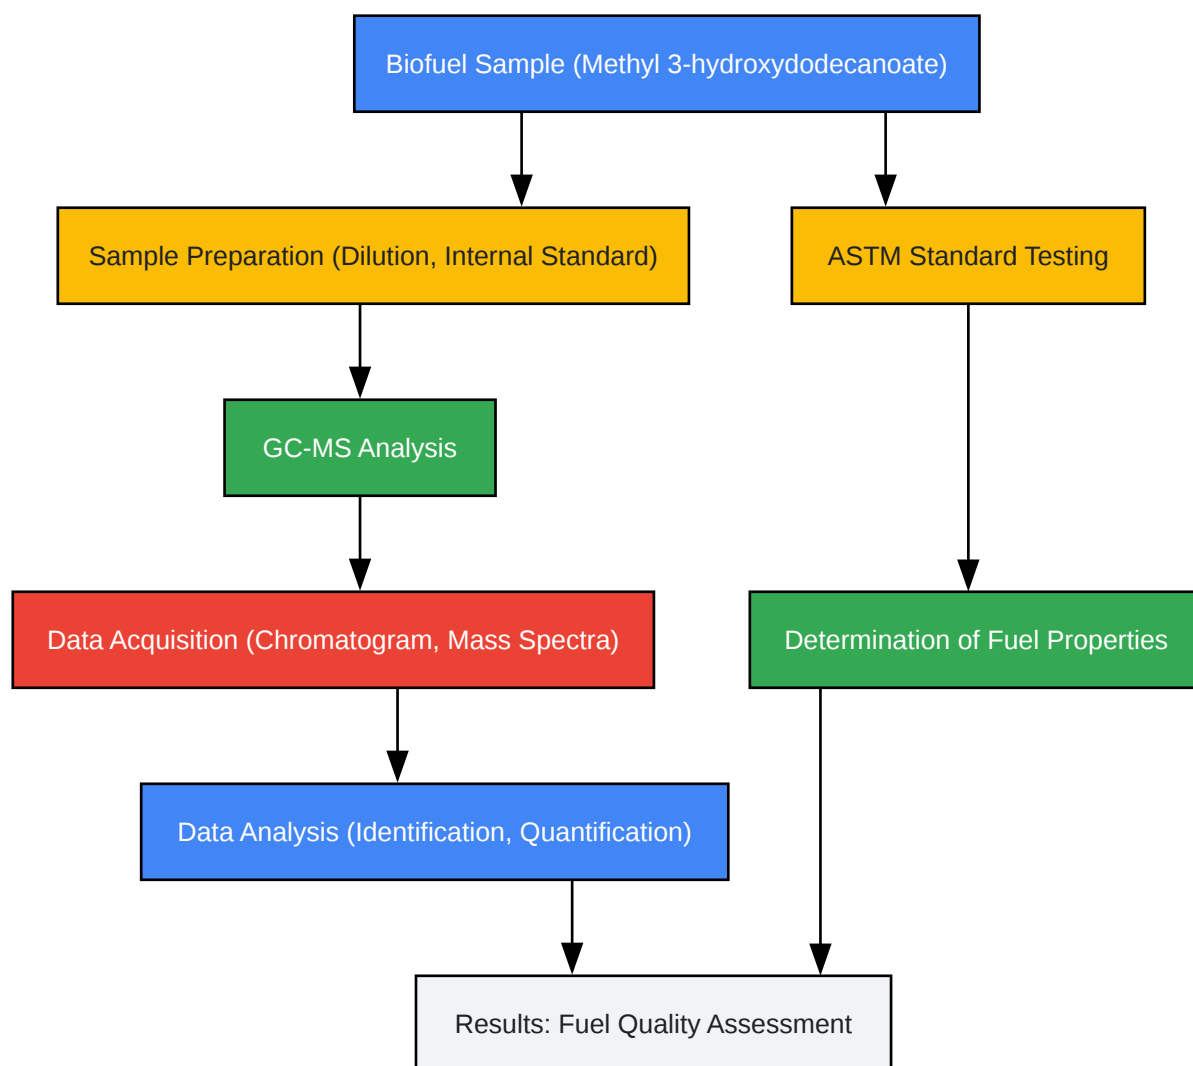 Biofuel Sample (Methyl 3-hydroxydodecanoate)
Sample Preparation (Dilution, Internal Standard)
ASTM Standard Testing
GC-MS Analysis
Data Acquisition (Chromatogram, Mass Spectra)
Determination of Fuel Properties
Data Analysis (Identification, Quantification)
Results: Fuel Quality Assessment